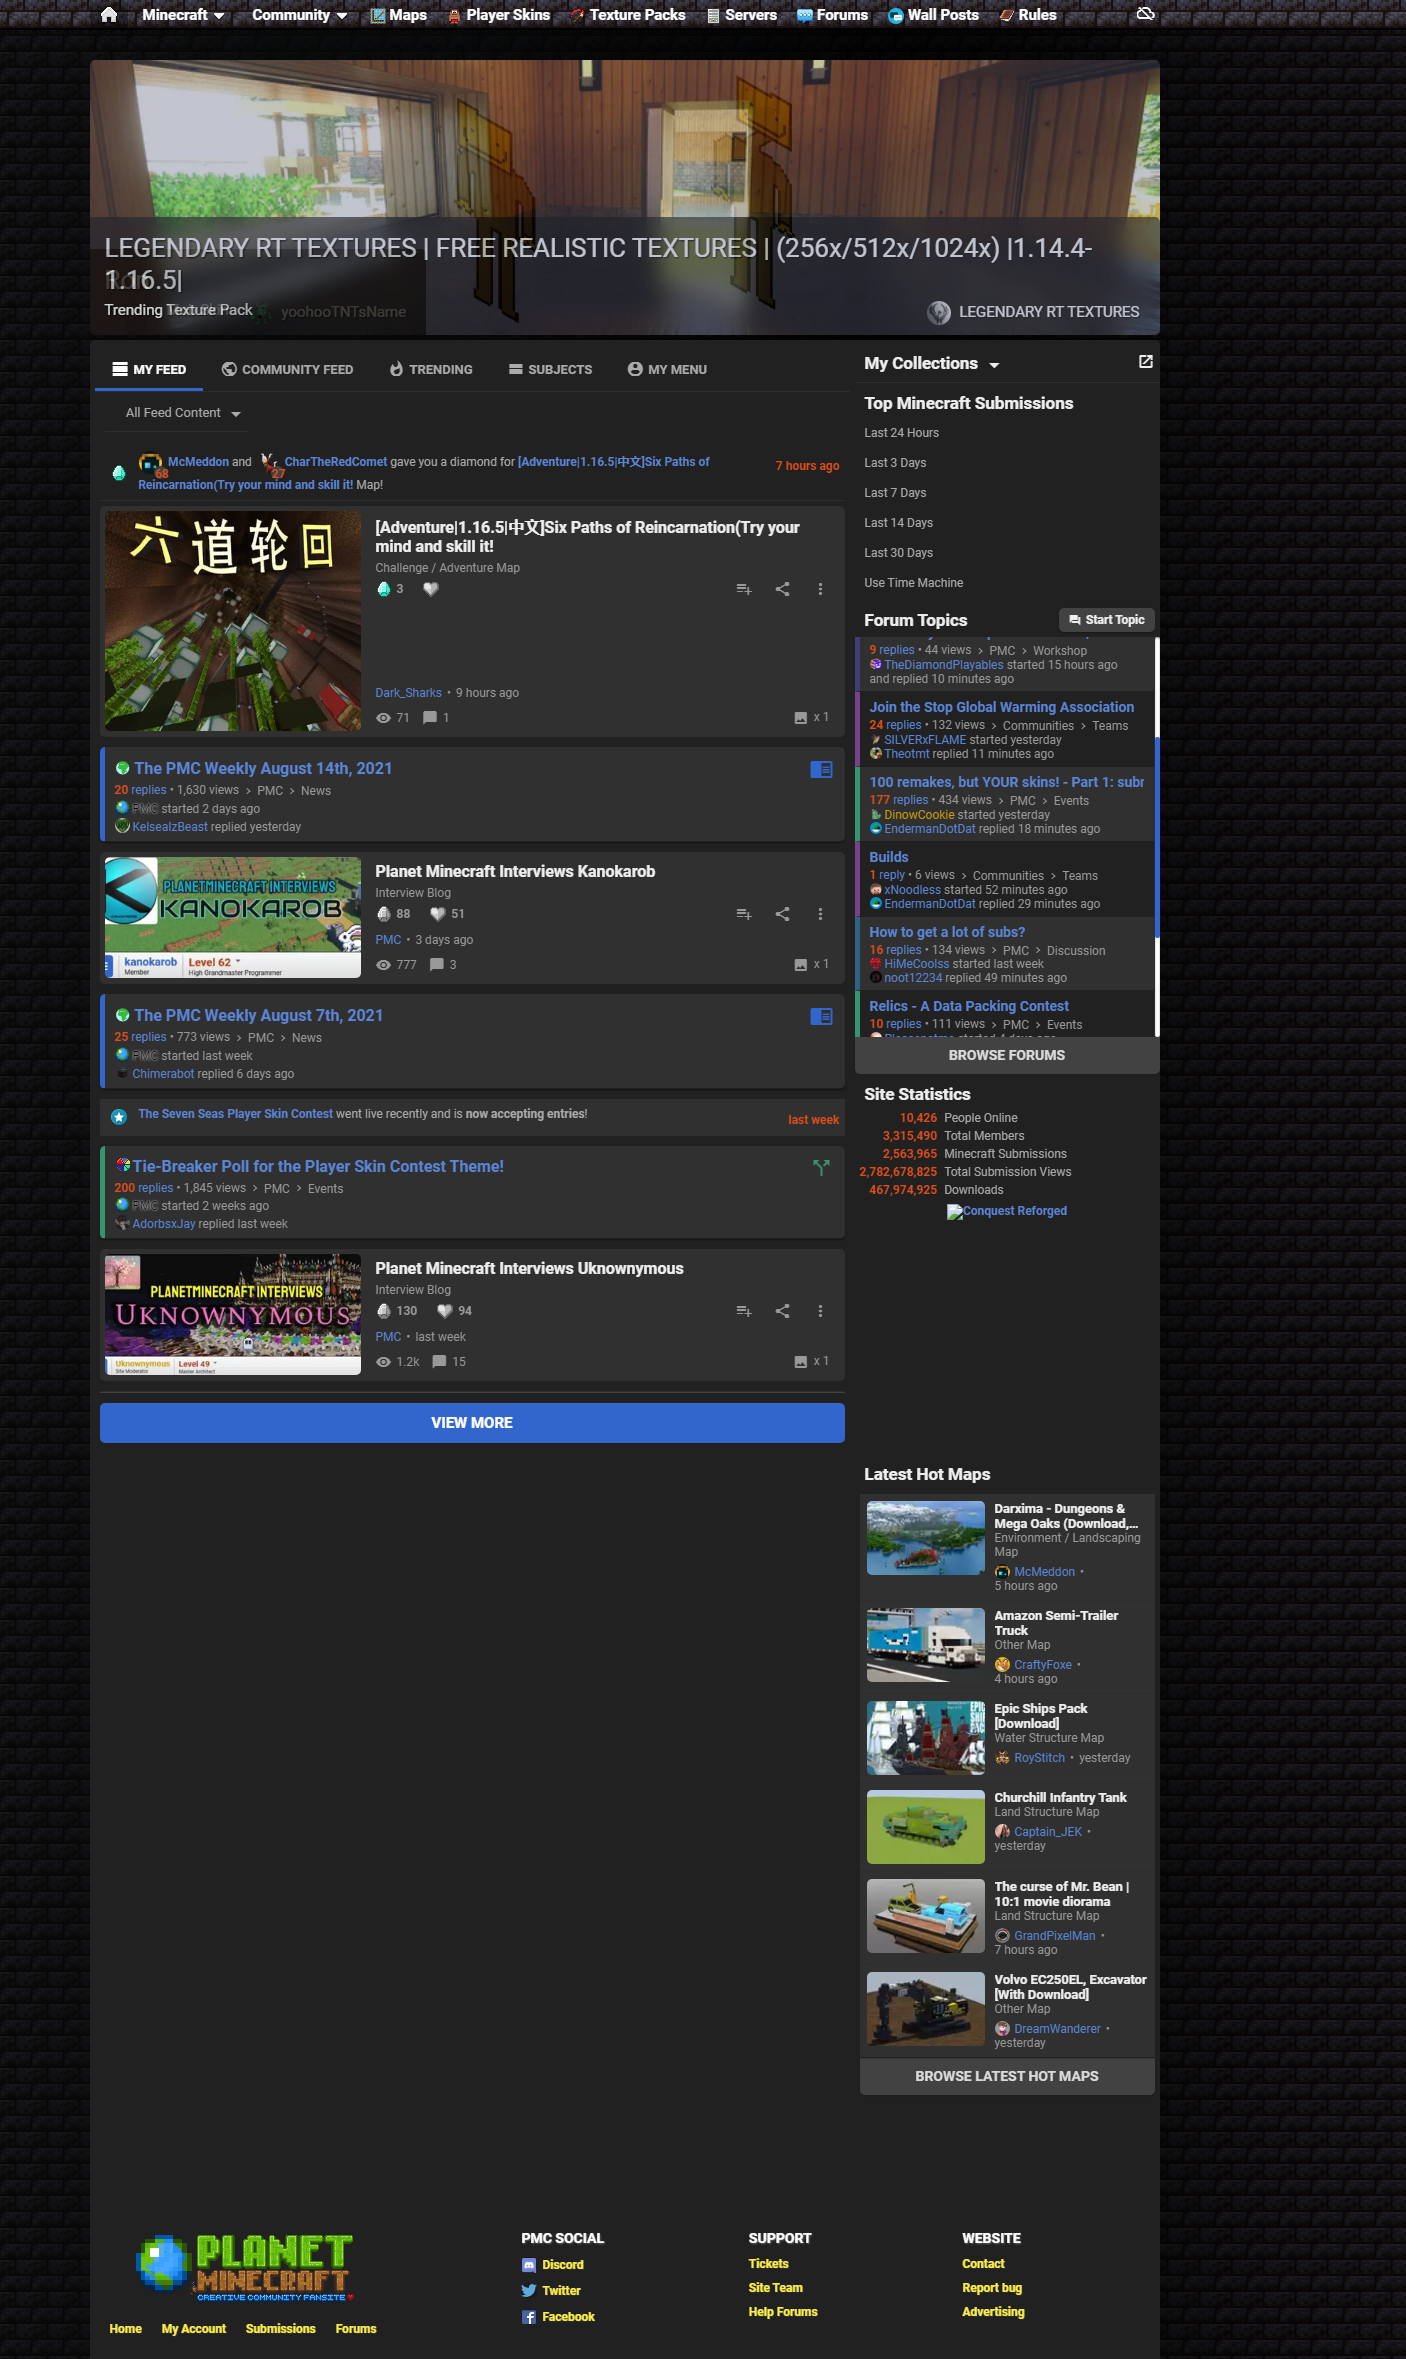 Minecraft Community Maps Player Skins Texture Packs Servers Forums Wall Posts Rules
LEGENDARY RT TEXTURES | FREE REALISTIC TEXTURES | (256x/512x/1024x) |1.14.4-
1.16.5|
Trending Texture Pack
yoohooTNTsName
LEGENDARY RT TEXTURES
MY FEED COMMUNITY FEED TRENDING SUBJECTS MY MENU
All Feed Content
McMeddon and CharTheRedComet gave you a diamond for [Adventure|1.16.5|中文]Six Paths of
Reincarnation(Try your mind and skill it! Map!
68
27
7 hours ago
六道轮回
[Adventure|1.16.5|中文]Six Paths of Reincarnation(Try your
mind and skill it!
Challenge / Adventure Map
3
Dark_Sharks • 9 hours ago
71 1 x 1
The PMC Weekly August 14th, 2021
20 replies • 1,630 views > PMC > News
PMC started 2 days ago
KelsealzBeast replied yesterday
PLANETMINECRAFT INTERVIEWS
KANOKAROB
kanokarob Level 62
Member High Grandmaster Programmer
Planet Minecraft Interviews Kanokarob
Interview Blog
88 51
PMC • 3 days ago
777 3 x 1
The PMC Weekly August 7th, 2021
25 replies • 773 views > PMC > News
PMC started last week
Chimerabot replied 6 days ago
The Seven Seas Player Skin Contest went live recently and is now accepting entries!
last week
Tie-Breaker Poll for the Player Skin Contest Theme!
200 replies • 1,845 views > PMC > Events
PMC started 2 weeks ago
AdorbsxJay replied last week
PLANETMINECRAFT INTERVIEWS
UKNOWNYMOUS
Uknownymous Level 49
Site Moderator Master Architect
Planet Minecraft Interviews Uknownymous
Interview Blog
130 94
PMC • last week
1.2k 15 x 1
VIEW MORE
My Collections
Top Minecraft Submissions
Last 24 Hours
Last 3 Days
Last 7 Days
Last 14 Days
Last 30 Days
Use Time Machine
Forum Topics
Start Topic
9 replies • 44 views > PMC > Workshop
TheDiamondPlayables started 15 hours ago
and replied 10 minutes ago
Join the Stop Global Warming Association
24 replies • 132 views > Communities > Teams
SILVERxFLAME started yesterday
Theotmt replied 11 minutes ago
100 remakes, but YOUR skins! - Part 1: subr
177 replies • 434 views > PMC > Events
DinowCookie started yesterday
EndermanDotDat replied 18 minutes ago
Builds
1 reply • 6 views > Communities > Teams
xNoodless started 52 minutes ago
EndermanDotDat replied 29 minutes ago
How to get a lot of subs?
16 replies • 134 views > PMC > Discussion
HiMeCoolss started last week
noot12234 replied 49 minutes ago
Relics - A Data Packing Contest
10 replies • 111 views > PMC > Events
BROWSE FORUMS
Site Statistics
10,426 People Online
3,315,490 Total Members
2,563,965 Minecraft Submissions
2,782,678,825 Total Submission Views
467,974,925 Downloads
Conquest Reforged
Latest Hot Maps
Darxima - Dungeons &
Mega Oaks (Download,...
Environment / Landscaping
Map
McMeddon •
5 hours ago
Amazon Semi-Trailer
Truck
Other Map
CraftyFoxe •
4 hours ago
Epic Ships Pack
[Download]
Water Structure Map
RoyStitch • yesterday
Churchill Infantry Tank
Land Structure Map
Captain_JEK •
yesterday
The curse of Mr. Bean |
10:1 movie diorama
Land Structure Map
GrandPixelMan •
7 hours ago
Volvo EC250EL, Excavator
[With Download]
Other Map
DreamWanderer •
yesterday
BROWSE LATEST HOT MAPS
PLANET
MINECRAFT
CREATIVE COMMUNITY FANSITE
Home My Account Submissions Forums
PMC SOCIAL
Discord
Twitter
Facebook
SUPPORT
Tickets
Site Team
Help Forums
WEBSITE
Contact
Report bug
Advertising